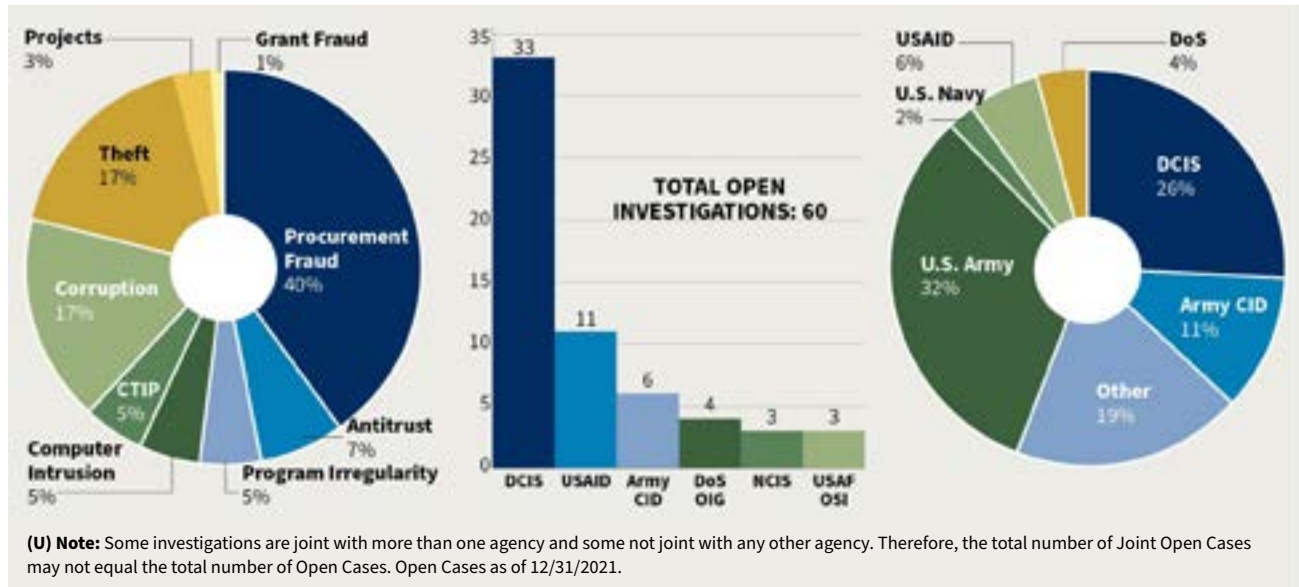 Projects
3%
Grant Fraud
1%
Theft
17%
Procurement
Fraud
40%
Corruption
17%
CTIP
5%
Antitrust
7%
Computer
Intrusion
5%
Program Irregularity
5%
35
30
25
20
15
10
5
0
33
11
6
4
3
3
TOTAL OPEN
INVESTIGATIONS: 60
DCIS
USAID
Army
CID
DoS
OIG
NCIS
USAF
OSI
USAID
6%
DoS
4%
U.S. Navy
2%
DCIS
26%
U.S. Army
32%
Army CID
11%
Other
19%
(U) Note: Some investigations are joint with more than one agency and some not joint with any other agency. Therefore, the total number of Joint Open Cases
may not equal the total number of Open Cases. Open Cases as of 12/31/2021.